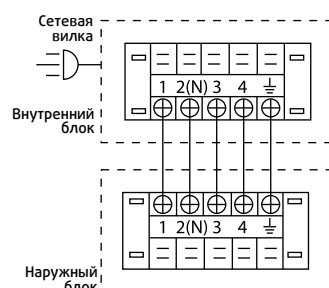 Сетевая
вилка
1 2(N) 3 4
Внутренний
блок
1 2(N) 3 4
Наружный
блок